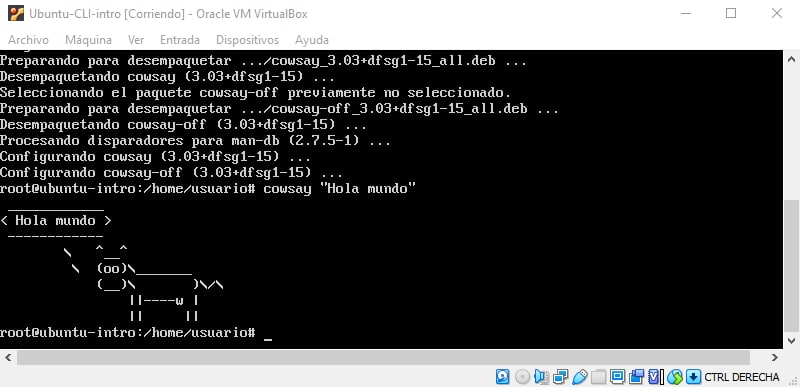 Ubuntu-CLI-intro [Corriendo] - Oracle VM VirtualBox
Archivo Máquina Ver Entrada Dispositivos Ayuda
Preparando para desempaquetar .../cowsay_3.03+dfsg1-15_all.deb ...
Desempaquetando cowsay (3.03+dfsg1-15) ...
Seleccionando el paquete cowsay-off previamente no seleccionado.
Preparando para desempaquetar .../cowsay-off_3.03+dfsg1-15_all.deb ...
Desempaquetando cowsay-off (3.03+dfsg1-15) ...
Procesando disparadores para man-db (2.7.5-1) ...
Configurando cowsay (3.03+dfsg1-15) ...
Configurando cowsay-off (3.03+dfsg1-15) ...
root@ubuntu-intro:/home/usuario# cowsay "Hola mundo"
 ____________
< Hola mundo >
 ------------
        \   ^__^
         \  (oo)\_______
            (__)\       )\/\
                ||----w |
                ||     ||
root@ubuntu-intro:/home/usuario# _
CTRL DERECHA